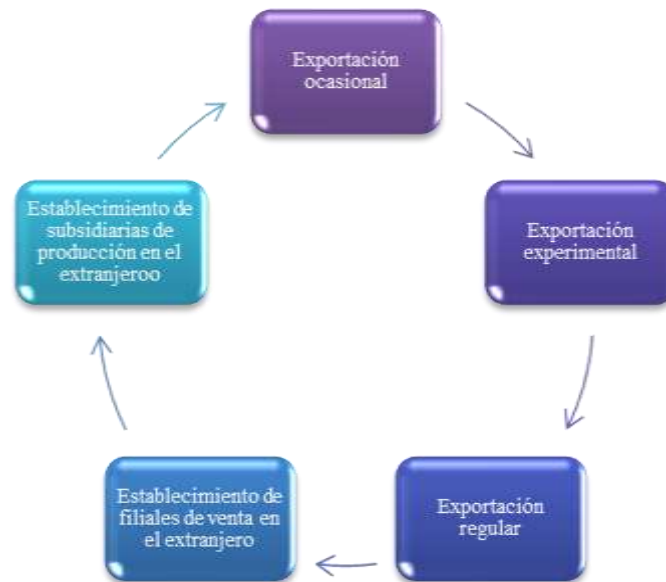 Exportación
ocasional
Exportación
experimental
Exportación
regular
Establecimiento de
filiales de venta en
el extranjero
Establecimiento de
subsidiarias de
producción en el
extranjeroo